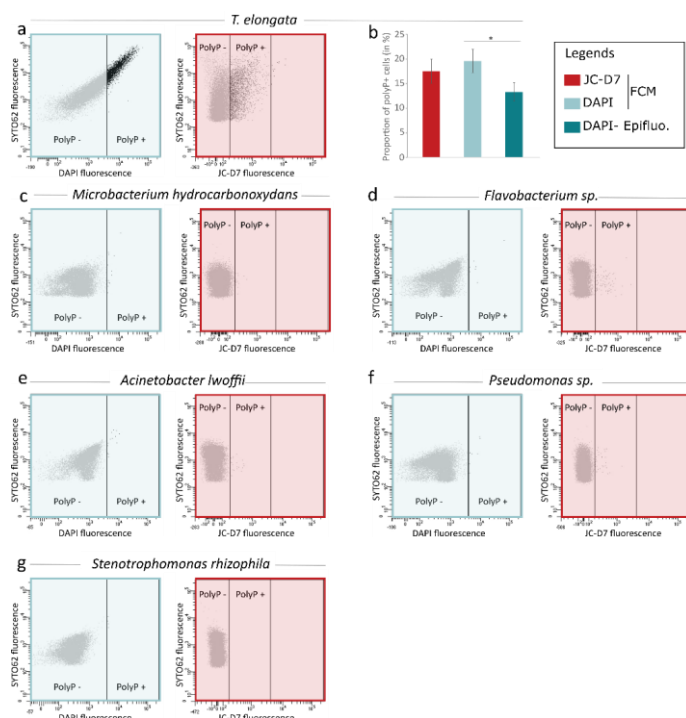 T. elongata
a
b
SYTO62 fluorescence
PolyP -
PolyP +
DAPI fluorescence
SYTO62 fluorescence
PolyP -
PolyP +
JC-D7 fluorescence
Proportion of polyP+ cells (in %)
25
20
15
10
5
0
*
Legends
JC-D7
DAPI
FCM
DAPI- Epifluo.
c
Microbacterium hydrocarbonoxydans
SYTO62 fluorescence
PolyP -
PolyP +
DAPI fluorescence
SYTO62 fluorescence
PolyP -
PolyP +
JC-D7 fluorescence
d
Flavobacterium sp.
SYTO62 fluorescence
PolyP -
PolyP +
DAPI fluorescence
SYTO62 fluorescence
PolyP -
PolyP +
JC-D7 fluorescence
e
Acinetobacter lwoffii
SYTO62 fluorescence
PolyP -
PolyP +
DAPI fluorescence
SYTO62 fluorescence
PolyP -
PolyP +
JC-D7 fluorescence
f
Pseudomonas sp.
SYTO62 fluorescence
PolyP -
PolyP +
DAPI fluorescence
SYTO62 fluorescence
PolyP -
PolyP +
JC-D7 fluorescence
g
Stenotrophomonas rhizophila
SYTO62 fluorescence
PolyP -
PolyP +
DAPI fluorescence
SYTO62 fluorescence
PolyP -
PolyP +
JC-D7 fluorescence